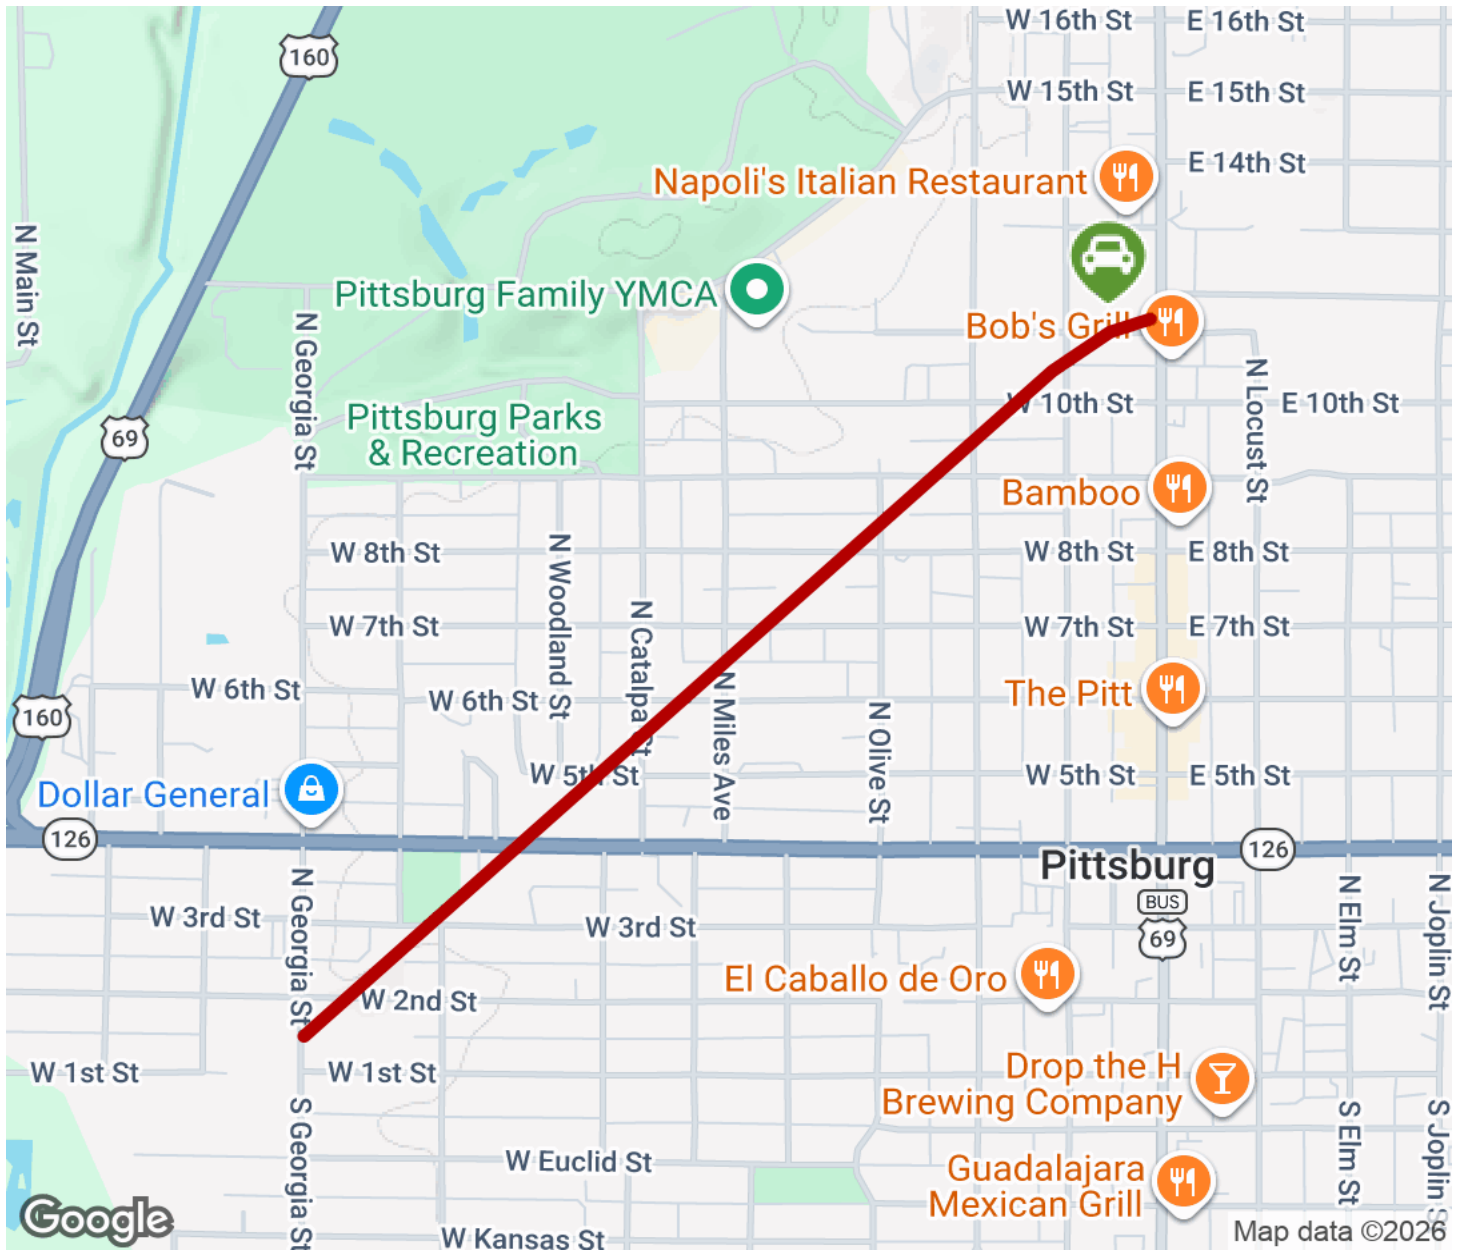 W 16th St
E 16th St
160
W 15th St
E 15th St
E 14th St
Napoli's Italian Restaurant
N Main St
Pittsburg Family YMCA
Bob's Grill
N Georgia St
N Locust St
W 10th St
E 10th St
Pittsburg Parks
& Recreation
69
Bamboo
W 8th St
N Woodland St
W 8th St
E 8th St
W 7th St
N Catalpa St
W 7th St
E 7th St
W 6th St
W 6th St
N Miles Ave
N Olive St
The Pitt
160
Dollar General
W 5th St
W 5th St
E 5th St
126
Pittsburg
126
N Georgia St
W 3rd St
W 3rd St
BUS
69
N Elm St
N Joplin St
El Caballo de Oro
W 2nd St
W 1st St
W 1st St
Drop the H
Brewing Company
S Georgia St
S Elm St
S Joplin S
W Euclid St
Guadalajara
Mexican Grill
W Kansas St
Google
Map data ©2026